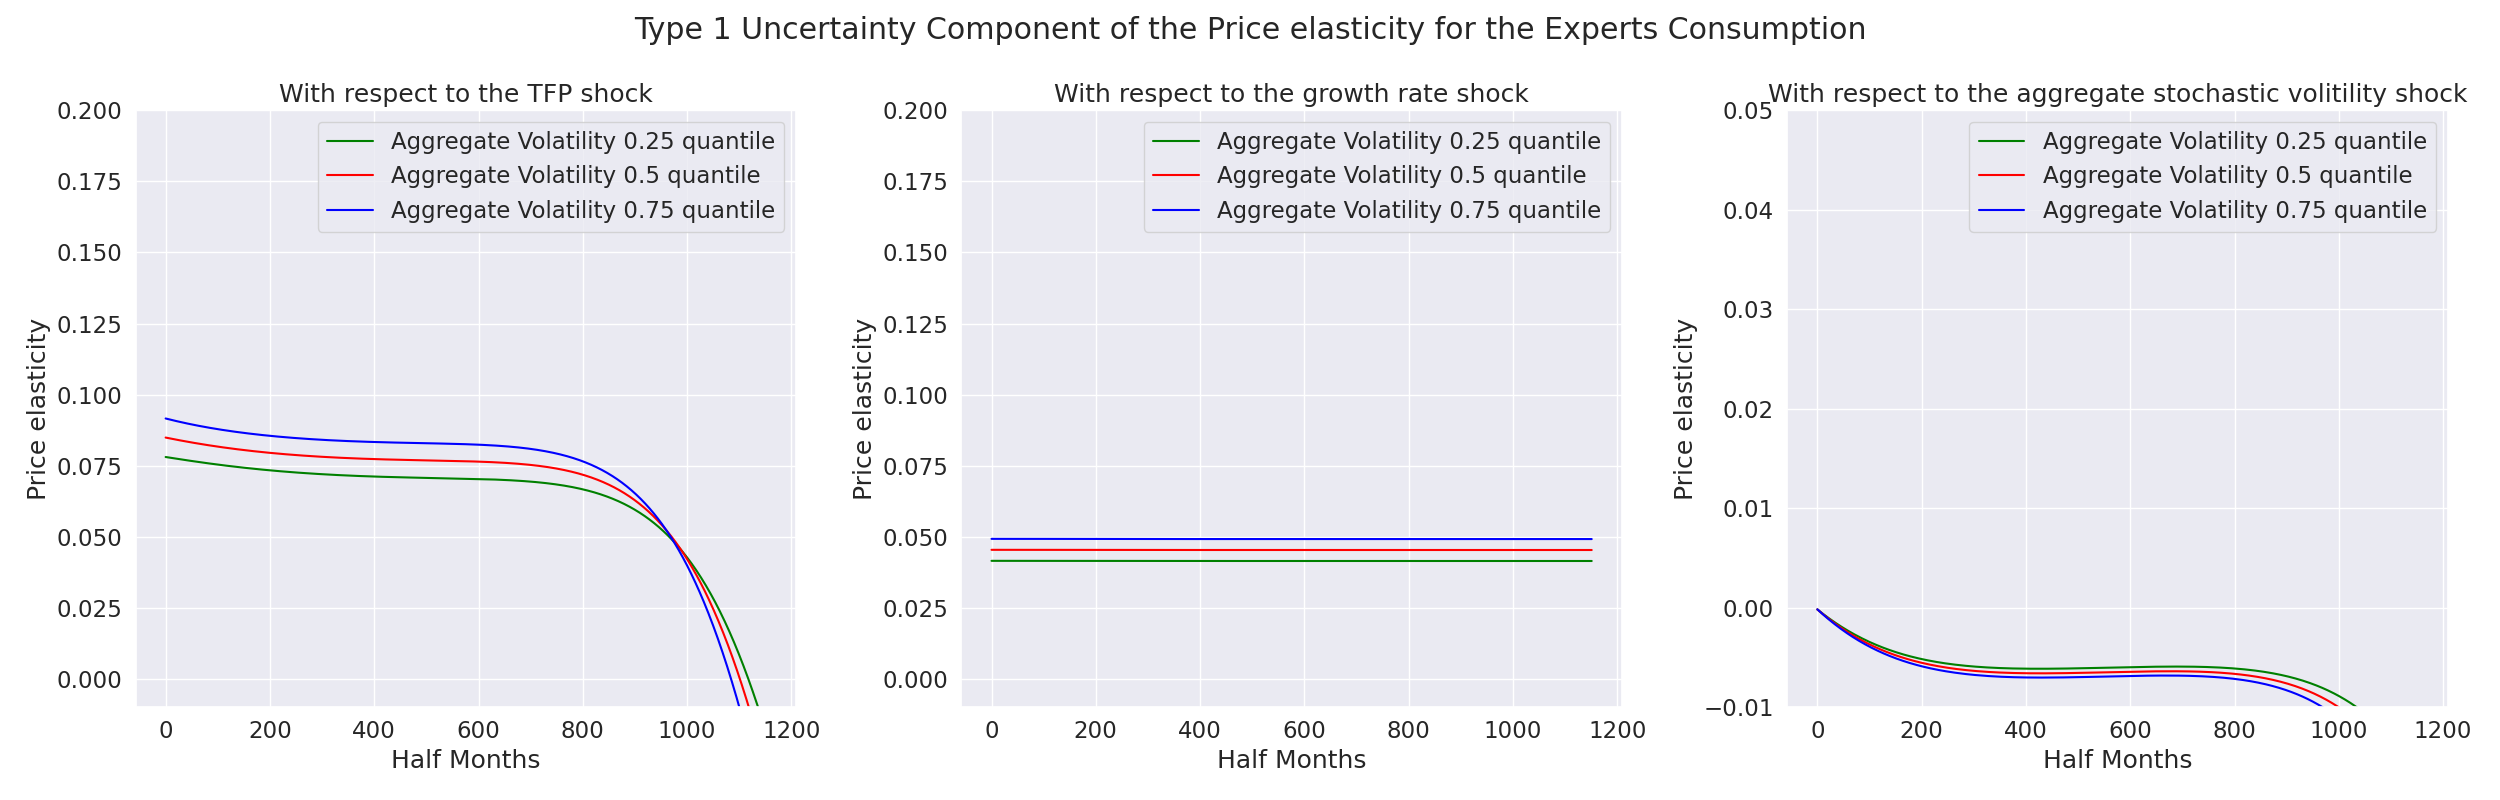 Type 1 Uncertainty Component of the Price elasticity for the Experts Consumption
With respect to the TFP shock
0.200
0.175
0.150
0.125
0.100
0.075
0.050
0.025
0.000
Price elasticity
Aggregate Volatility 0.25 quantile
Aggregate Volatility 0.5 quantile
Aggregate Volatility 0.75 quantile
0 200 400 600 800 1000 1200
Half Months
With respect to the growth rate shock
0.200
0.175
0.150
0.125
0.100
0.075
0.050
0.025
0.000
Price elasticity
Aggregate Volatility 0.25 quantile
Aggregate Volatility 0.5 quantile
Aggregate Volatility 0.75 quantile
0 200 400 600 800 1000 1200
Half Months
With respect to the aggregate stochastic volitility shock
0.05
0.04
0.03
0.02
0.01
0.00
−0.01
Price elasticity
Aggregate Volatility 0.25 quantile
Aggregate Volatility 0.5 quantile
Aggregate Volatility 0.75 quantile
0 200 400 600 800 1000 1200
Half Months